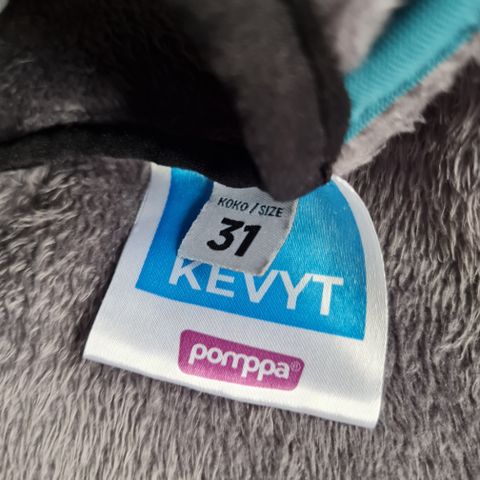 KOKO / SIZE
31
KEVYT
pomppa®